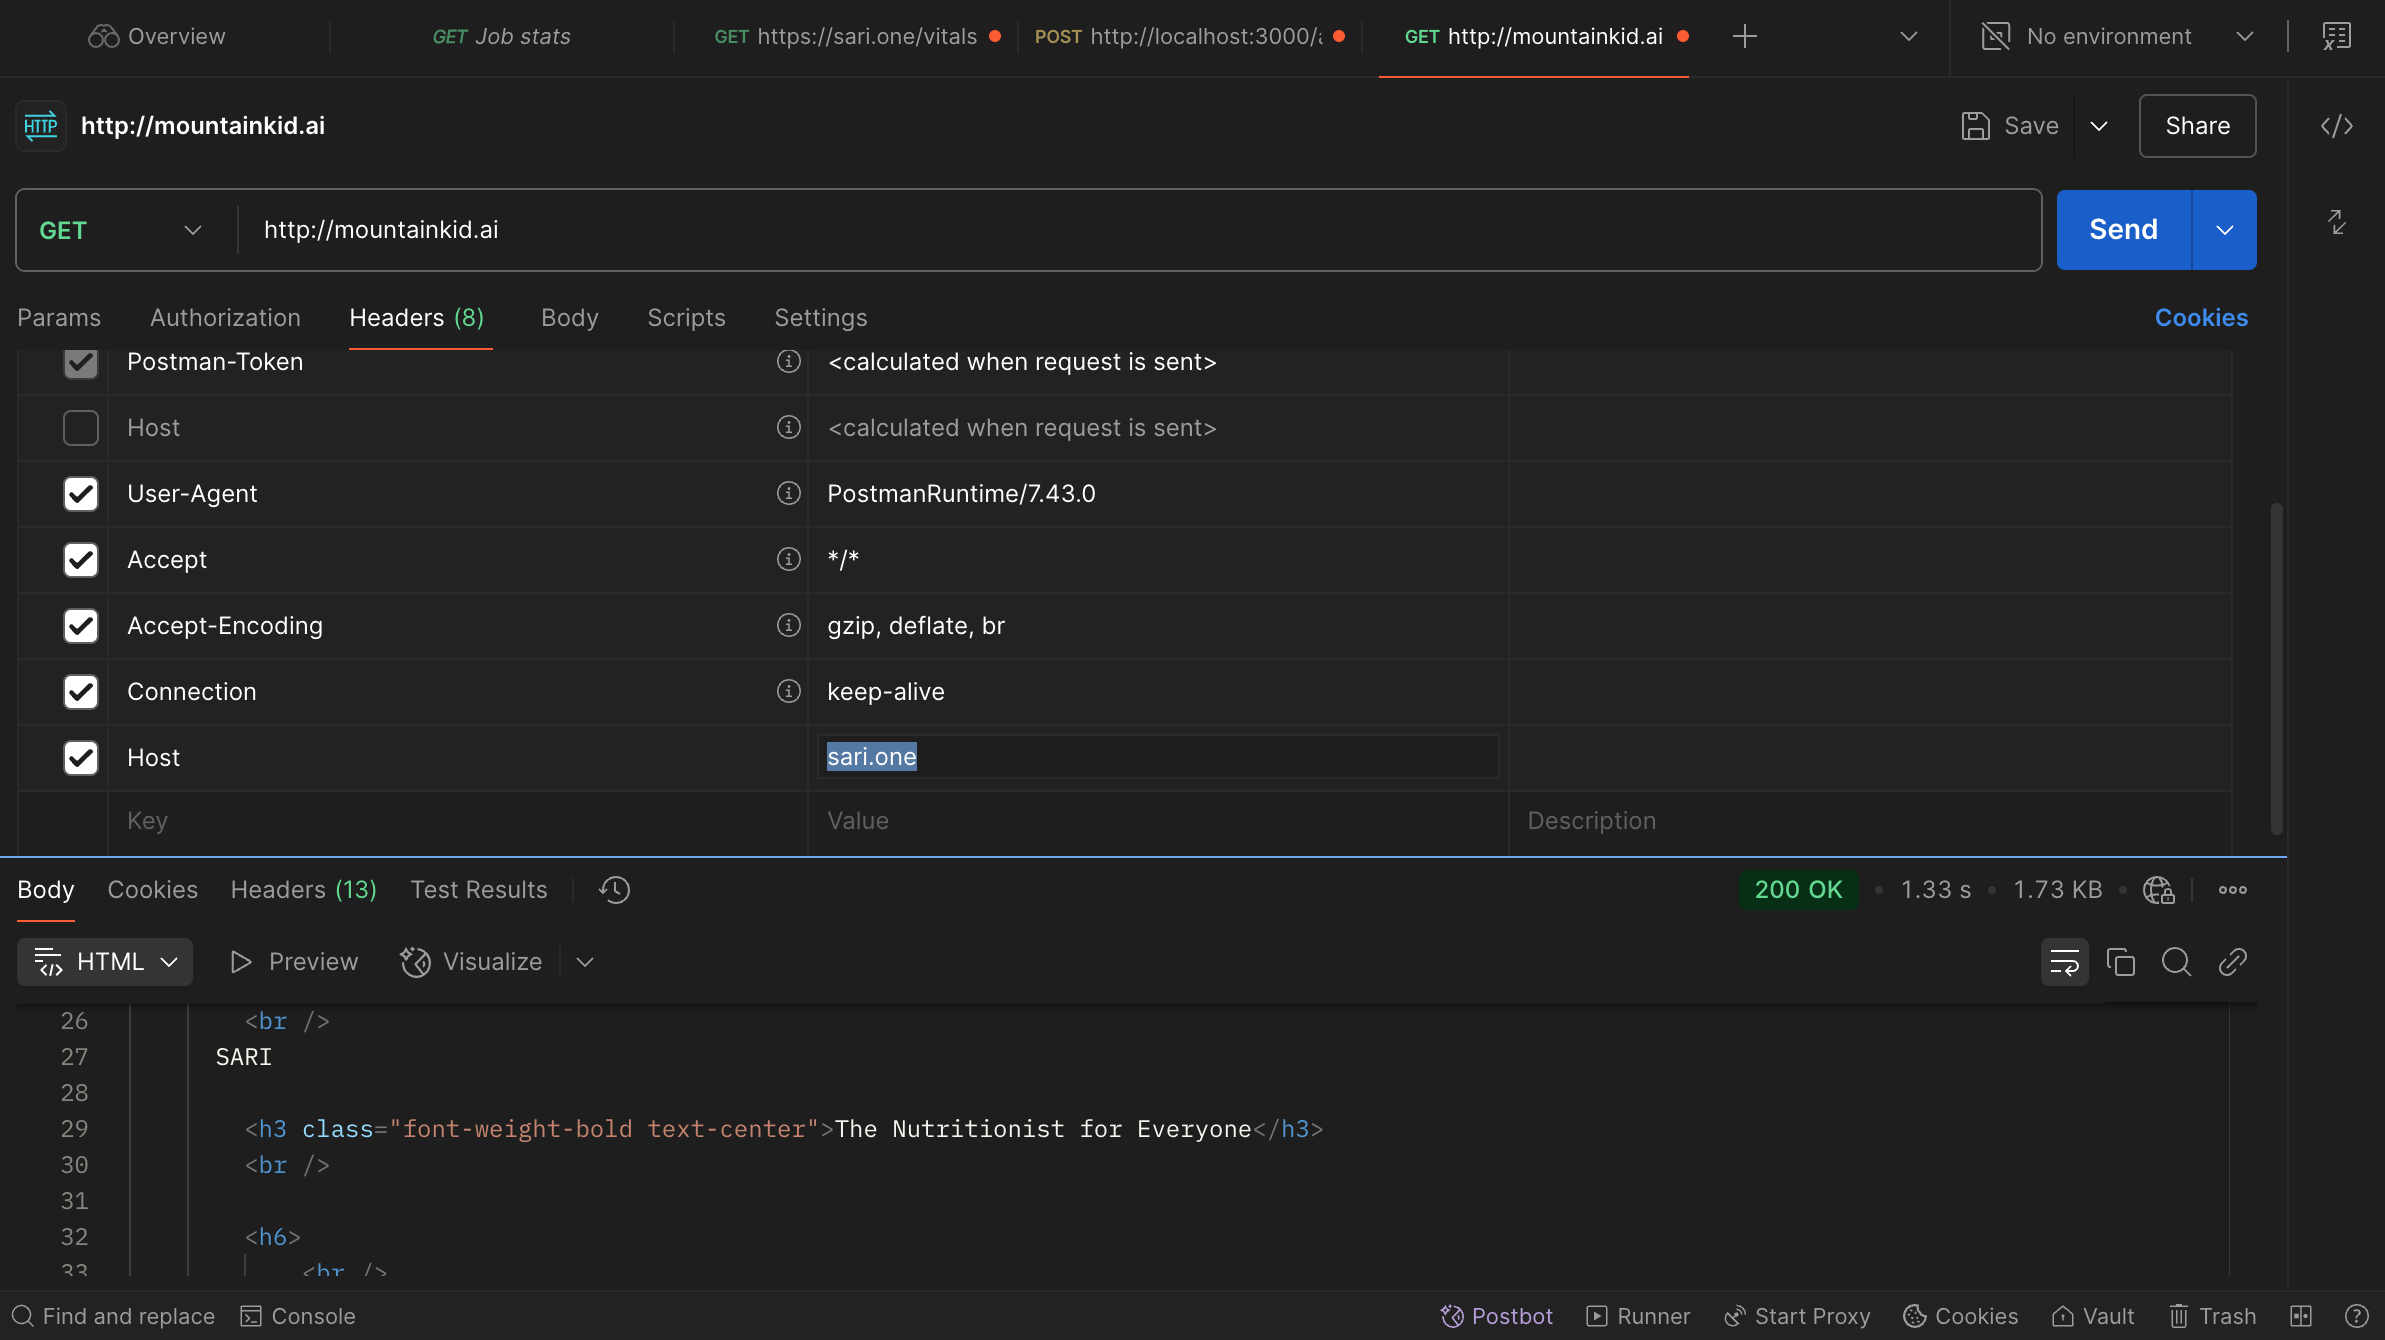 Overview
GET Job stats
GET https://sari.one/vitals
POST http://localhost:3000/
GET http://mountainkid.ai
No environment
HTTP http://mountainkid.ai
Save
Share
GET http://mountainkid.ai
Send
Params Authorization Headers (8) Body Scripts Settings Cookies
Postman-Token <calculated when request is sent>
Host <calculated when request is sent>
User-Agent PostmanRuntime/7.43.0
Accept */*
Accept-Encoding gzip, deflate, br
Connection keep-alive
Host sari.one
Key Value Description
Body Cookies Headers (13) Test Results 200 OK • 1.33 s • 1.73 KB
HTML Preview Visualize
26 <br />
27 SARI
28
29 <h3 class="font-weight-bold text-center">The Nutritionist for Everyone</h3>
30 <br />
31
32 <h6>
33 <br />
Find and replace Console Postbot Runner Start Proxy Cookies Vault Trash